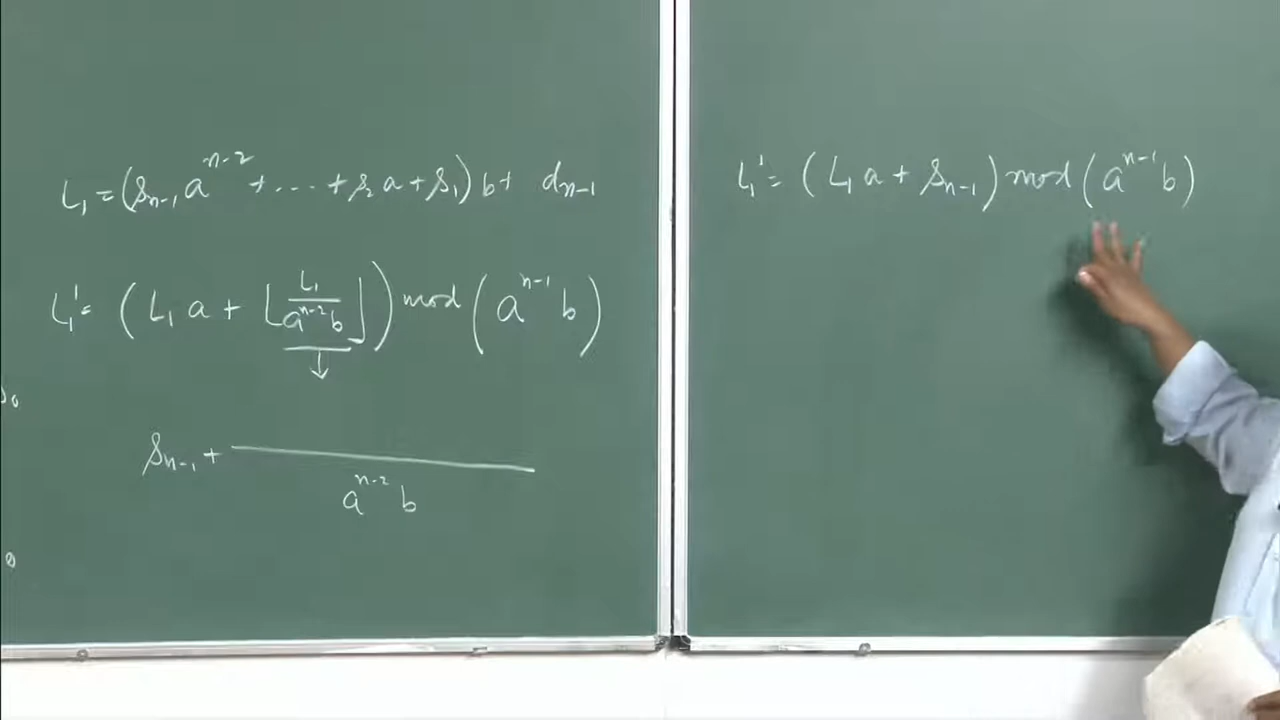 L₁ = (s_{n-1} a^{n-2} + ... + s₂ a + s₁) b + d_{n-1}
L₁' = (L₁ a + ⌊L₁ / a^{n-2} b⌋) mod (a^{n-1} b)
s_{n-1} + ____ / a^{n-2} b
L₁' = (L₁ a + s_{n-1}) mod (a^{n-1} b)